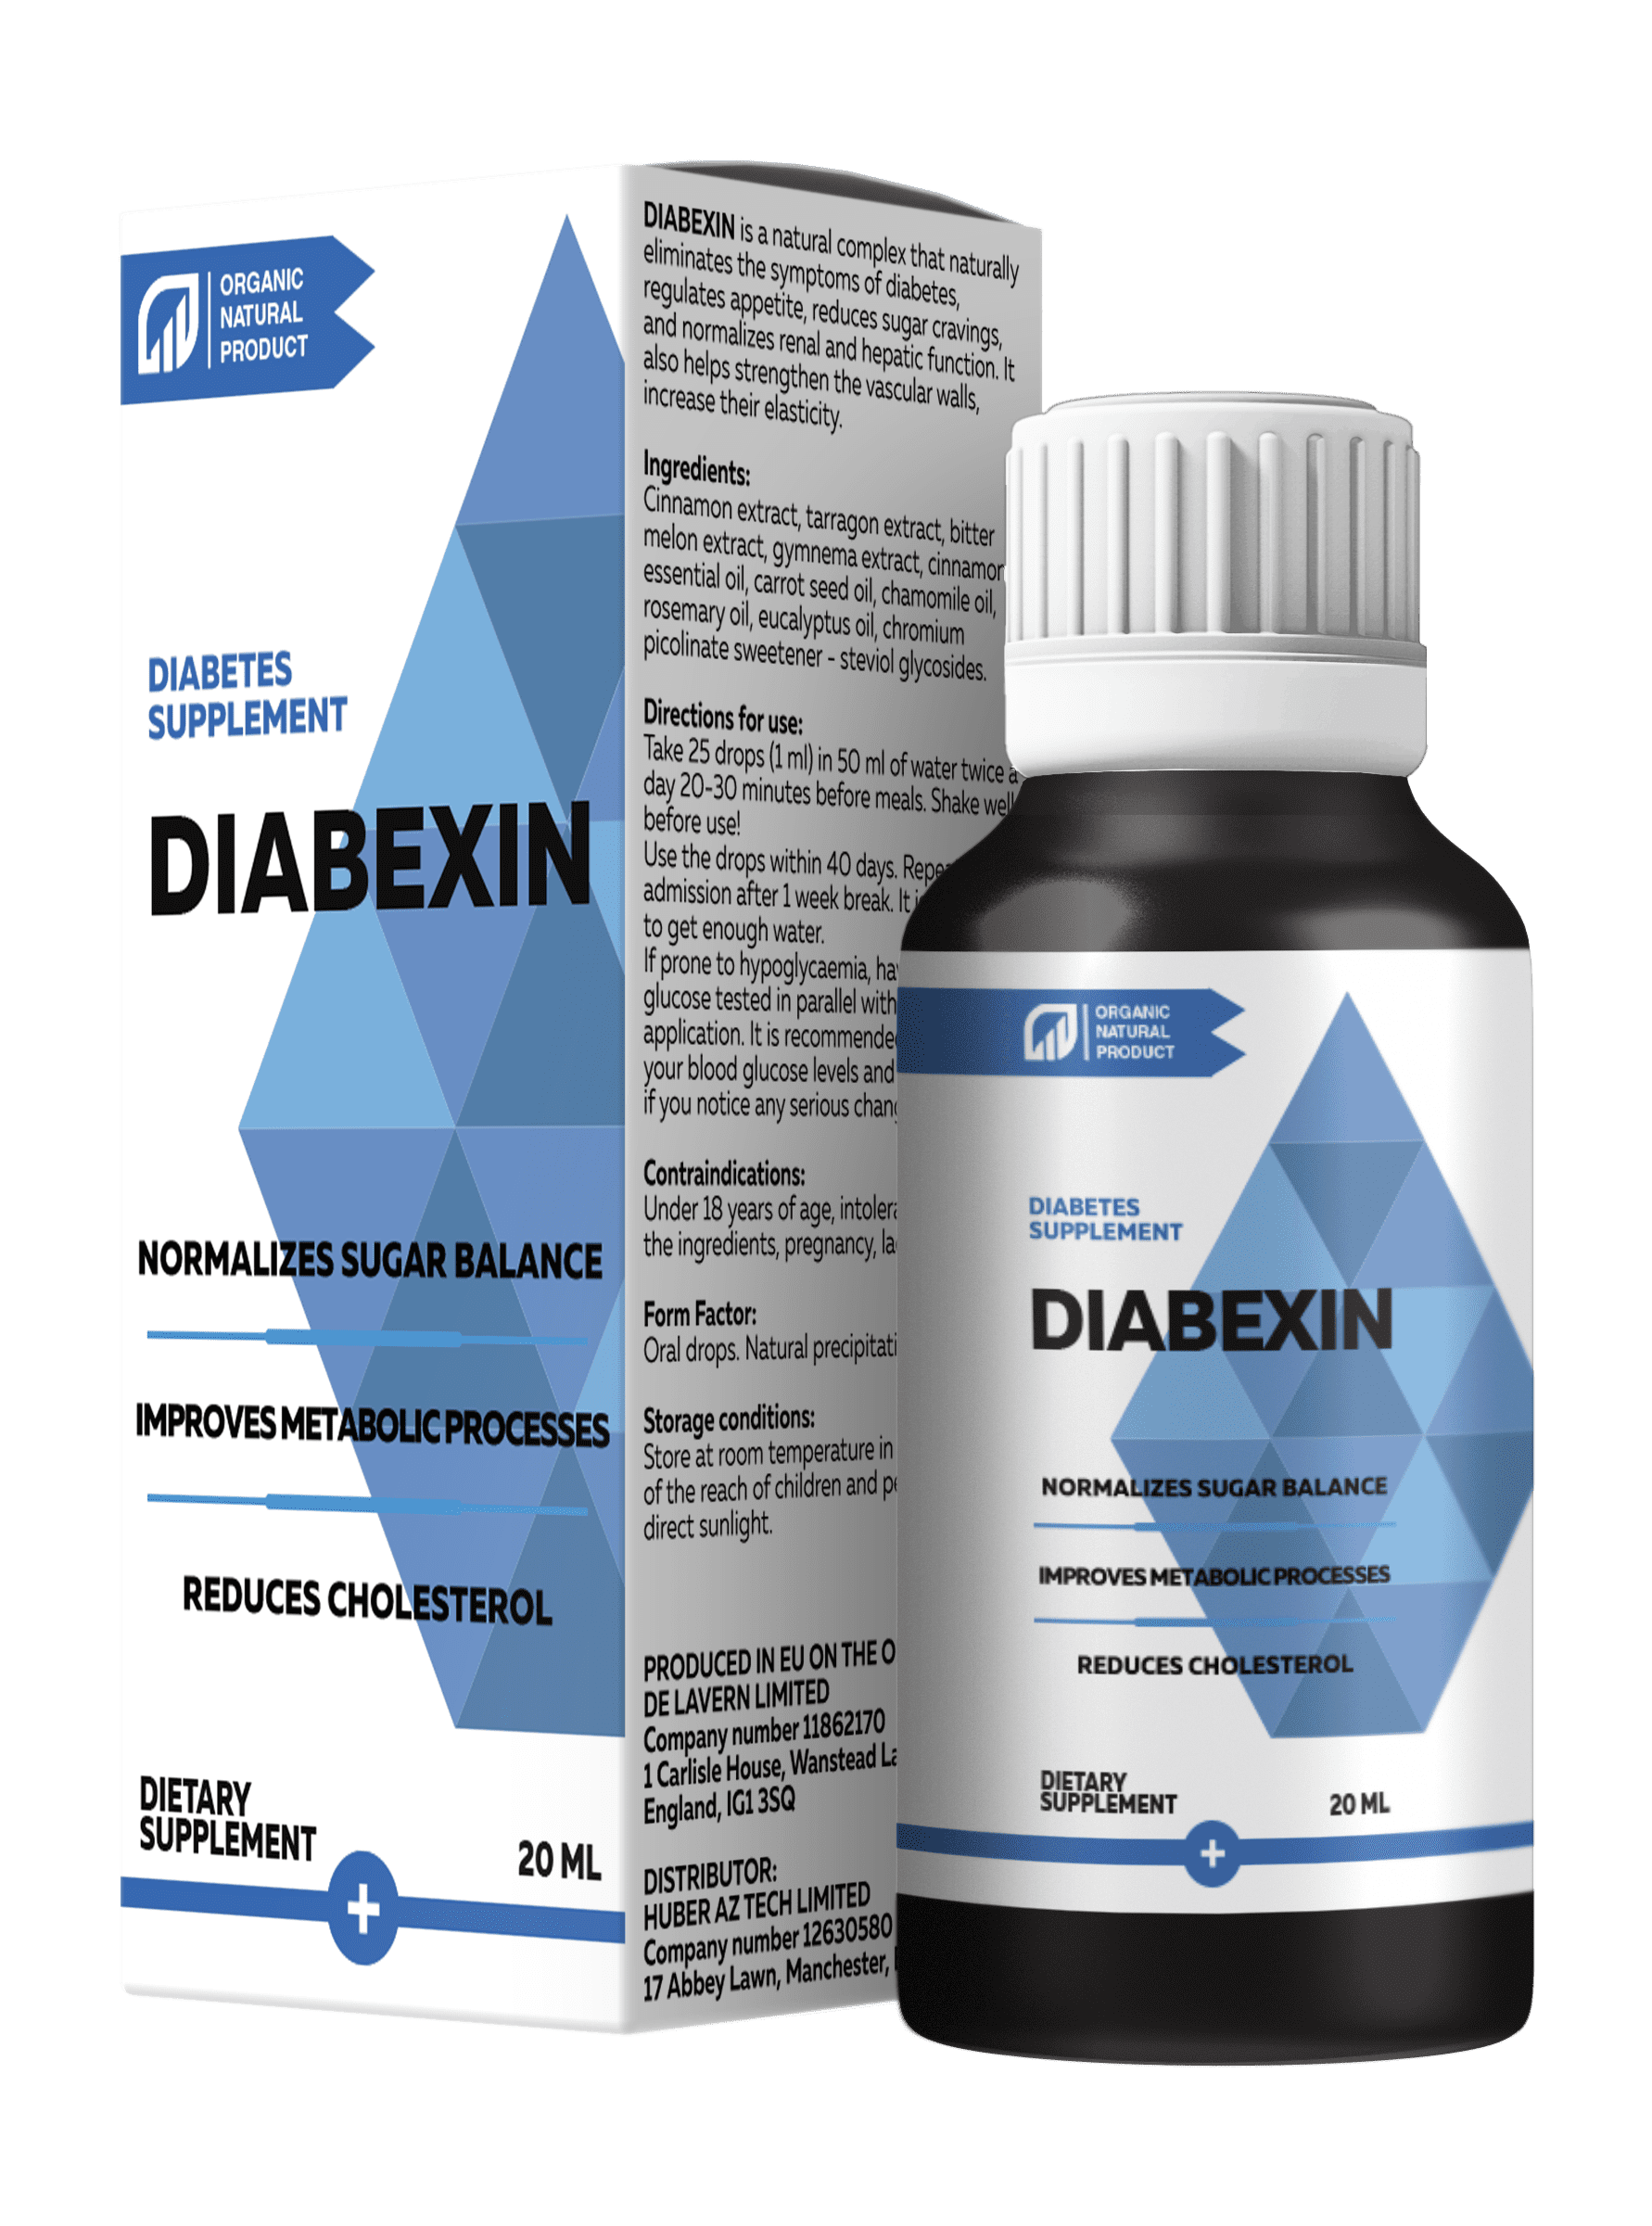 ORGANIC
NATURAL
PRODUCT
DIABETES
SUPPLEMENT
DIABEXIN
NORMALIZES SUGAR BALANCE
IMPROVES METABOLIC PROCESSES
REDUCES CHOLESTEROL
DIETARY
SUPPLEMENT
20 ML
DIABEXIN is a natural complex that naturally
eliminates the symptoms of diabetes,
regulates appetite, reduces sugar cravings,
and normalizes renal and hepatic function. It
also helps strengthen the vascular walls,
increase their elasticity.
Ingredients:
Cinnamon extract, tarragon extract, bitter
melon extract, gymnema extract, cinnamon
essential oil, carrot seed oil, chamomile oil,
rosemary oil, eucalyptus oil, chromium
picolinate sweetener - steviol glycosides.
Directions for use:
Take 25 drops (1 ml) in 50 ml of water twice a
day 20-30 minutes before meals. Shake well
before use!
Use the drops within 40 days.
admission after 1 week break. It
to get enough water.
If prone to hypoglycaemia,
glucose tested in parallel with
application. It is
your blood glucose levels and
if you notice any serious
Contraindications:
Under 18 years of age,
the ingredients, pregnancy,
Form Factor:
Oral drops. Natural
Storage conditions:
Store at room temperature in
of the reach of children and
direct sunlight.
PRODUCED IN EU ON THE
DE LAVERN LIMITED
Company number 11862170
1 Carlisle House, Wanstead
England, IG1 3SQ
DISTRIBUTOR:
HUBER AZ TECH LIMITED
Company number 12630580
17 Abbey Lawn, Manchester,
ORGANIC
NATURAL
PRODUCT
DIABETES
SUPPLEMENT
DIABEXIN
NORMALIZES SUGAR BALANCE
IMPROVES METABOLIC PROCESSES
REDUCES CHOLESTEROL
DIETARY
SUPPLEMENT
20 ML